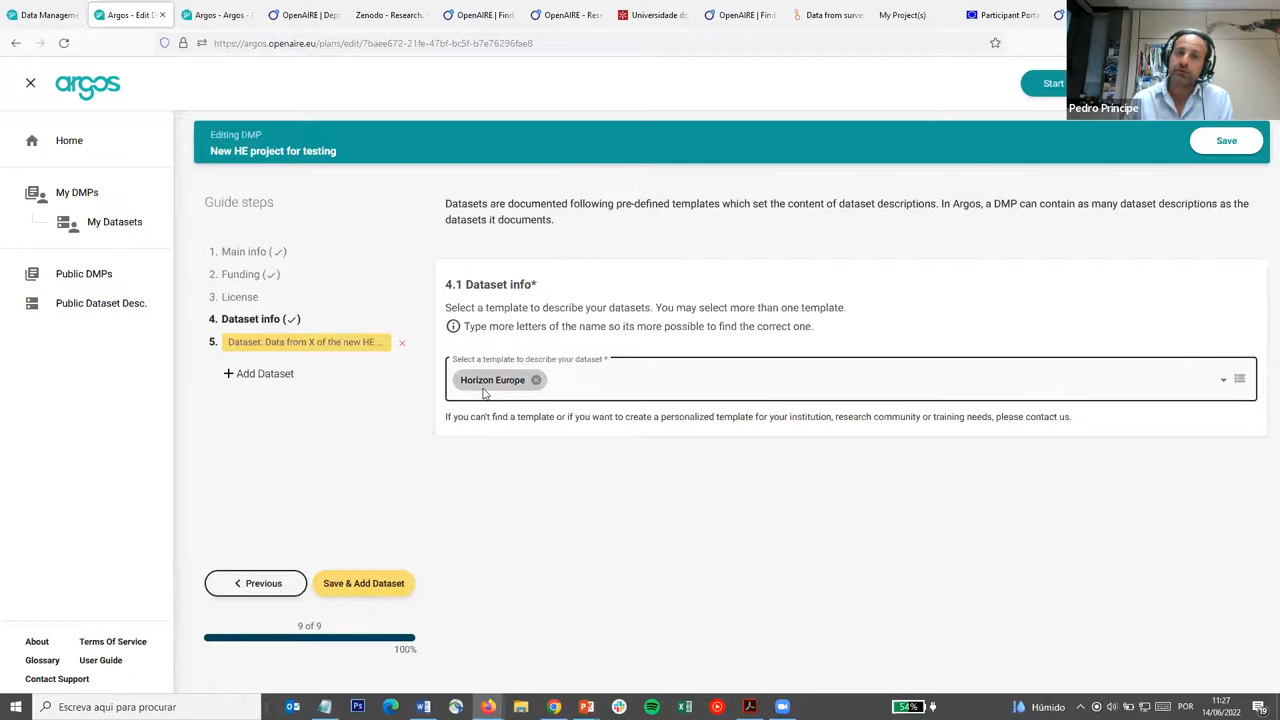 Data Manage
Argos - Edit D
Argos - Argos
OpenAIRE | Dep
Zenodo - Research
OpenAIRE | Find
OpenAIRE - Res
Universidade do
OpenAIRE | Find
Data from surve
My Project(s)
Participant Porta
https://argos.openaire.eu/plans/edit/7baee672-21fe-47bf-bc5f-b7e76296fae8
Pedro Príncipe
argos
Start
Home
My DMPs
My Datasets
Public DMPs
Public Dataset Desc.
Editing DMP
New HE project for testing
Save
Guide steps
1. Main info (✓)
2. Funding (✓)
3. License
4. Dataset info (✓)
5. Dataset: Data from X of the new HE ...
+ Add Dataset
Datasets are documented following pre-defined templates which set the content of dataset descriptions. In Argos, a DMP can contain as many dataset descriptions as the
datasets it documents.
4.1 Dataset info*
Select a template to describe your datasets. You may select more than one template.
Type more letters of the name so its more possible to find the correct one.
Select a template to describe your dataset *
Horizon Europe
If you can't find a template or if you want to create a personalized template for your institution, research community or training needs, please contact us.
Previous
Save & Add Dataset
9 of 9
100%
About
Terms Of Service
Glossary
User Guide
Contact Support
Escreva aqui para procurar
54%
Húmido
POR
11:27
14/06/2022
19